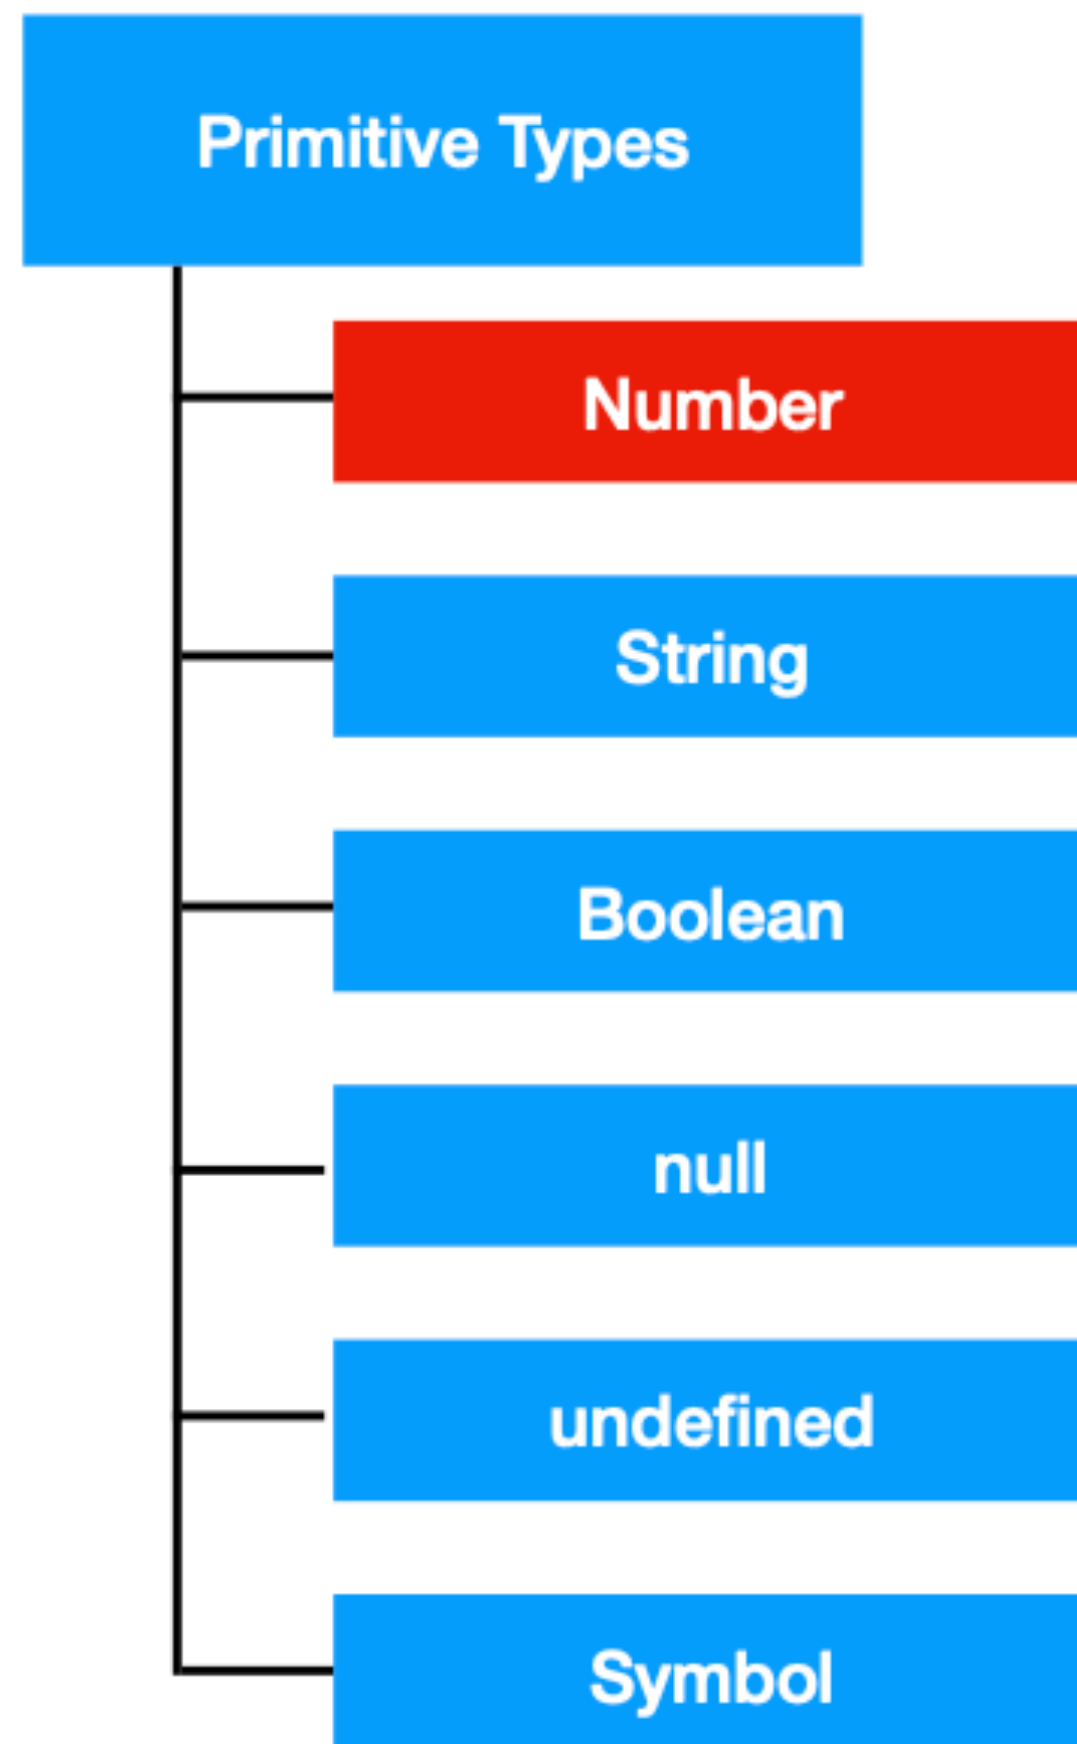 Primitive Types
Number
String
Boolean
null
undefined
Symbol